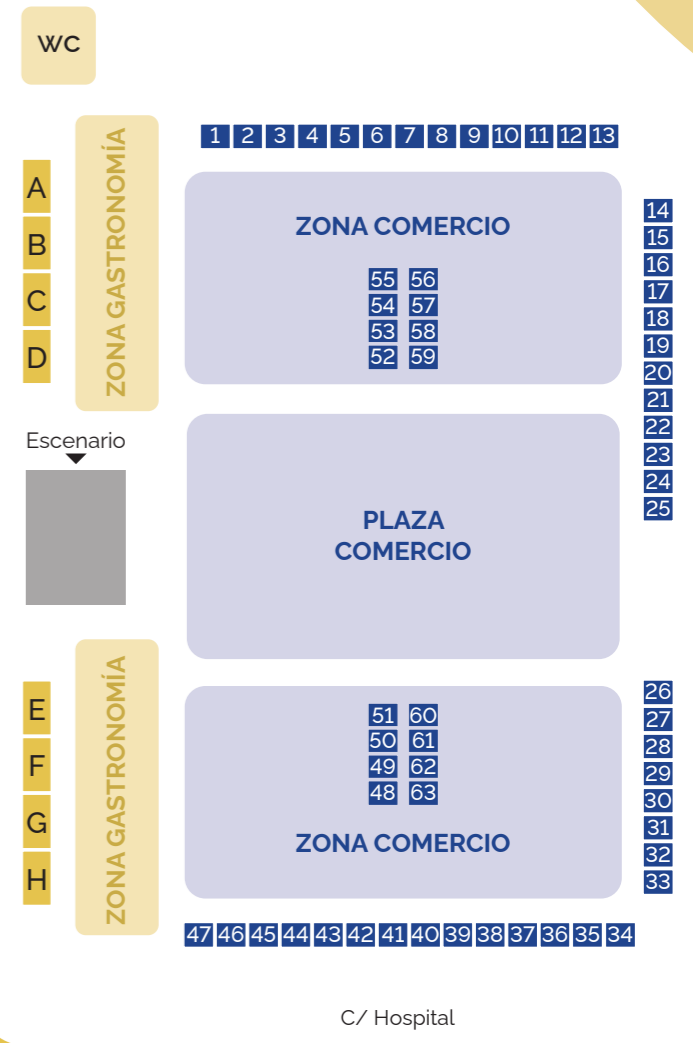 WC
1 2 3 4 5 6 7 8 9 10 11 12 13
ZONA GASTRONOMÍA
A
B
C
D
ZONA COMERCIO
55 56
54 57
53 58
52 59
14
15
16
17
18
19
20
21
22
23
24
25
Escenario
PLAZA
COMERCIO
ZONA GASTRONOMÍA
E
F
G
H
51 60
50 61
49 62
48 63
ZONA COMERCIO
26
27
28
29
30
31
32
33
47 46 45 44 43 42 41 40 39 38 37 36 35 34
C/ Hospital